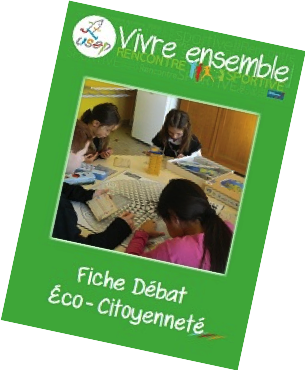 usep
Vivre ensemble
RENCONTRE SPORTIVE
Fiche Débat
Éco-Citoyenneté